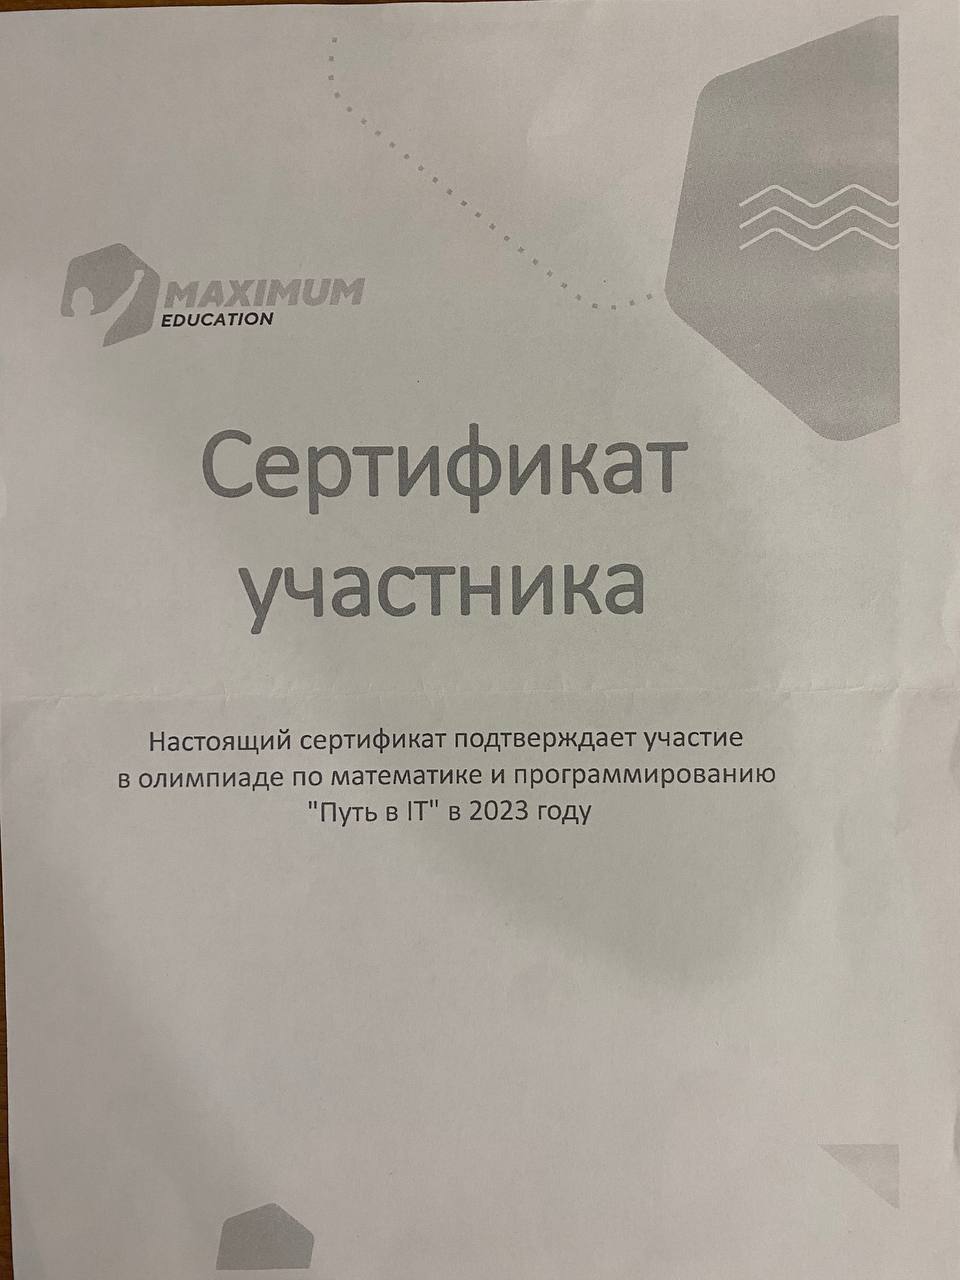 MAXIMUM
EDUCATION
Сертификат
участника
Настоящий сертификат подтверждает участие
в олимпиаде по математике и программированию
"Путь в IT" в 2023 году